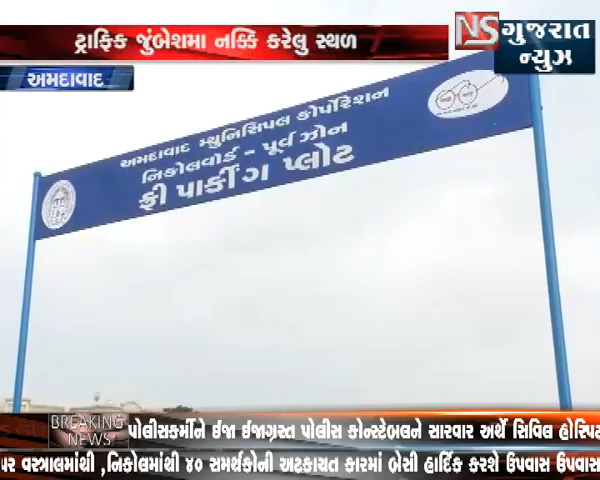 ટ્રાફિક જુંબેશમા નક્કિ કરેલુ સ્થળ
NS
ગુજરાત
ન્યુઝ
અમદાવાદ
અમદાવાદ મ્યુનિસિપલ કોર્પોરેશન
નિકોલવોર્ડ - પૂર્વ ઝોન
ફ્રી પાર્કીંગ પ્લોટ
BREAKING
NEWS
પોલીસકર્મીને ઈજા ઈજાગ્રસ્ત પોલીસ કોન્સ્ટેબલને સારવાર અર્થે સિવિલ
પર વસ્ત્રાલમાંથી ,નિકોલમાંથી ૪૦ સમર્થકોની અટકાયત કારમાં બેસી હાર્દિક કરશે ઉપવાસ ઉપવાસ